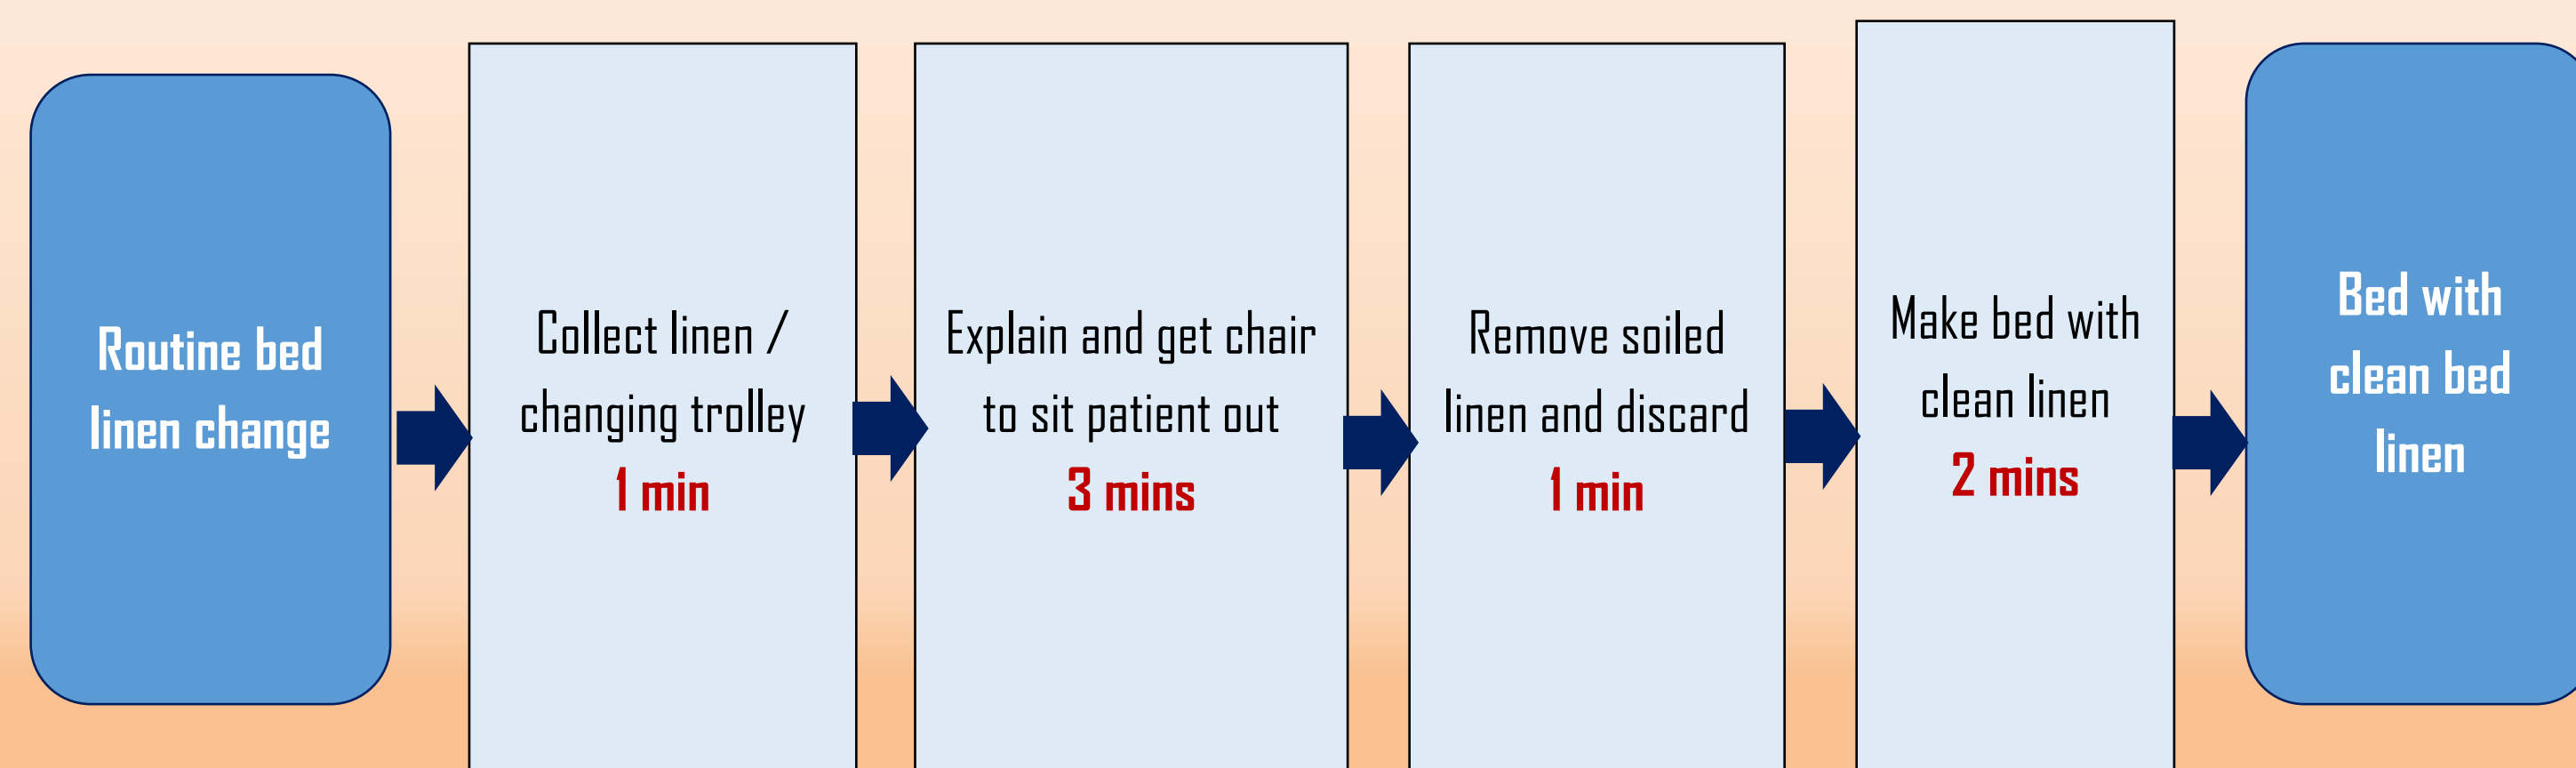 Routine bed
linen change
Collect linen /
changing trolley
1 min
Explain and get chair
to sit patient out
3 mins
Remove soiled
linen and discard
1 min
Make bed with
clean linen
2 mins
Bed with
clean bed
linen